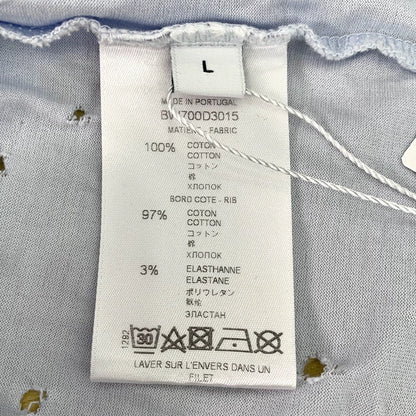 L
MADE IN PORTUGAL
MATIERE - FABRIC
100% COTON
COTTON
コットン
棉
ХЛОПОК
BORD COTE - RIB
97% COTON
COTTON
コットン
棉
ХЛОПОК
3% ELASTHANNE
ELASTANE
ポリウレタン
ЭЛАСТАН
1282
30
LAVER SUR L'ENVERS DANS UN
FILET